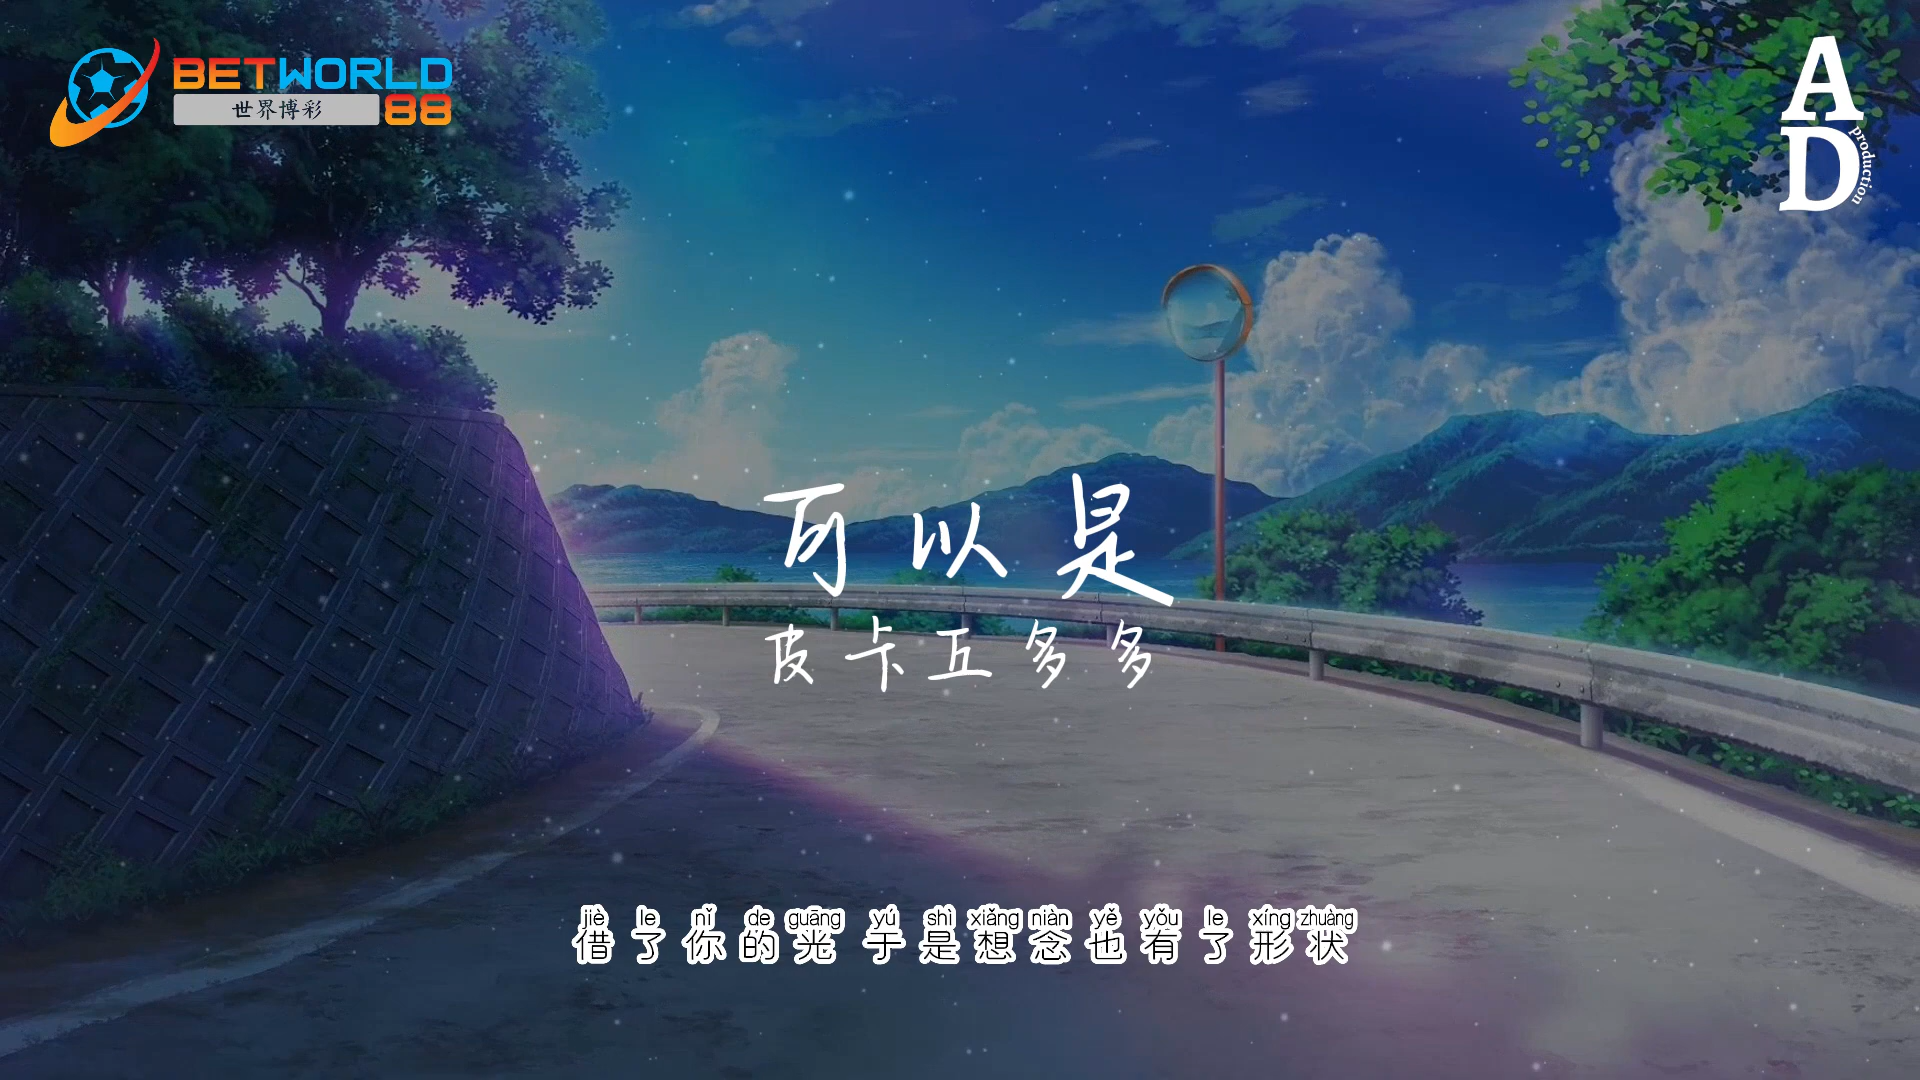 BETWORLD
世界博彩 88
AD
production
可以是
皮卡丘多多
jiè le nǐ de guāng yú shì xiǎng niàn yě yǒu le xíng zhuàng
借了你的光 于是想念也有了形状